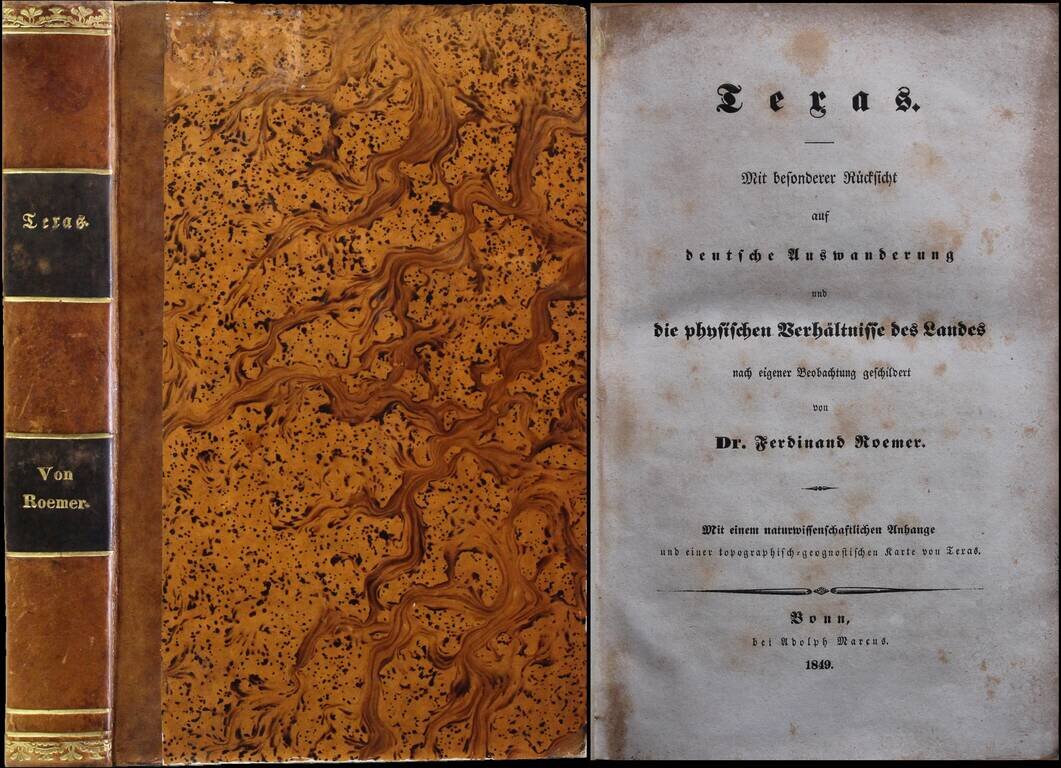 Texas.
Von
Roemer.
Texas.
Mit besonderer Rücksicht
auf
deutsche Auswanderung
und
die physischen Verhältnisse des Landes
nach eigener Beobachtung geschildert
von
Dr. Ferdinand Roemer.
Mit einem naturwissenschaftlichen Anhange
und einer topographisch-geognostischen Karte von Texas.
Bonn,
bei Adolph Marcus.
1849.